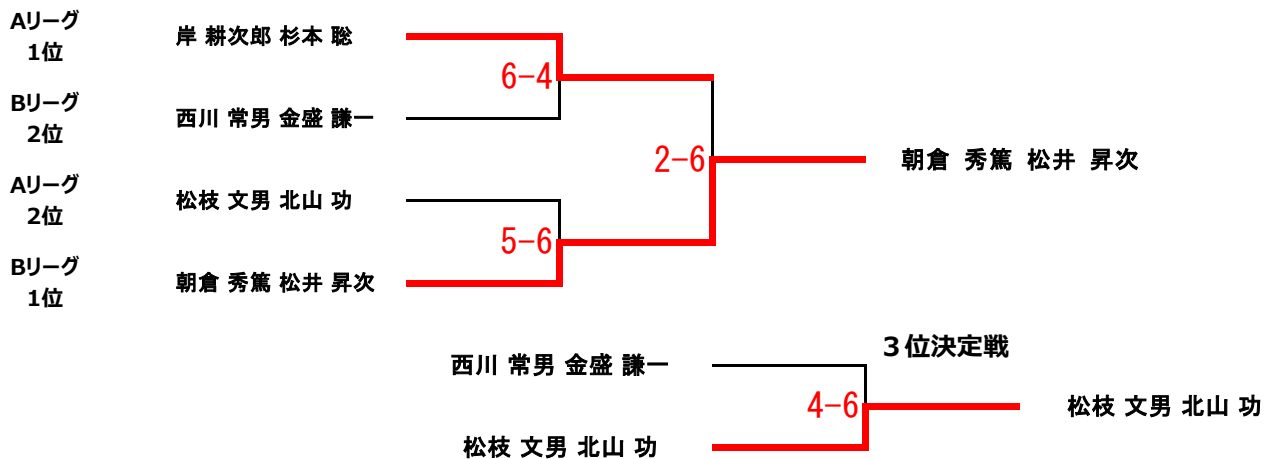 Aリーグ
1位
岸 耕次郎 杉本 聡
6-4
Bリーグ
2位
西川 常男 金盛 謙一
2-6
朝倉 秀篤 松井 昇次
Aリーグ
2位
松枝 文男 北山 功
5-6
Bリーグ
1位
朝倉 秀篤 松井 昇次
３位決定戦
西川 常男 金盛 謙一
4-6
松枝 文男 北山 功
松枝 文男 北山 功